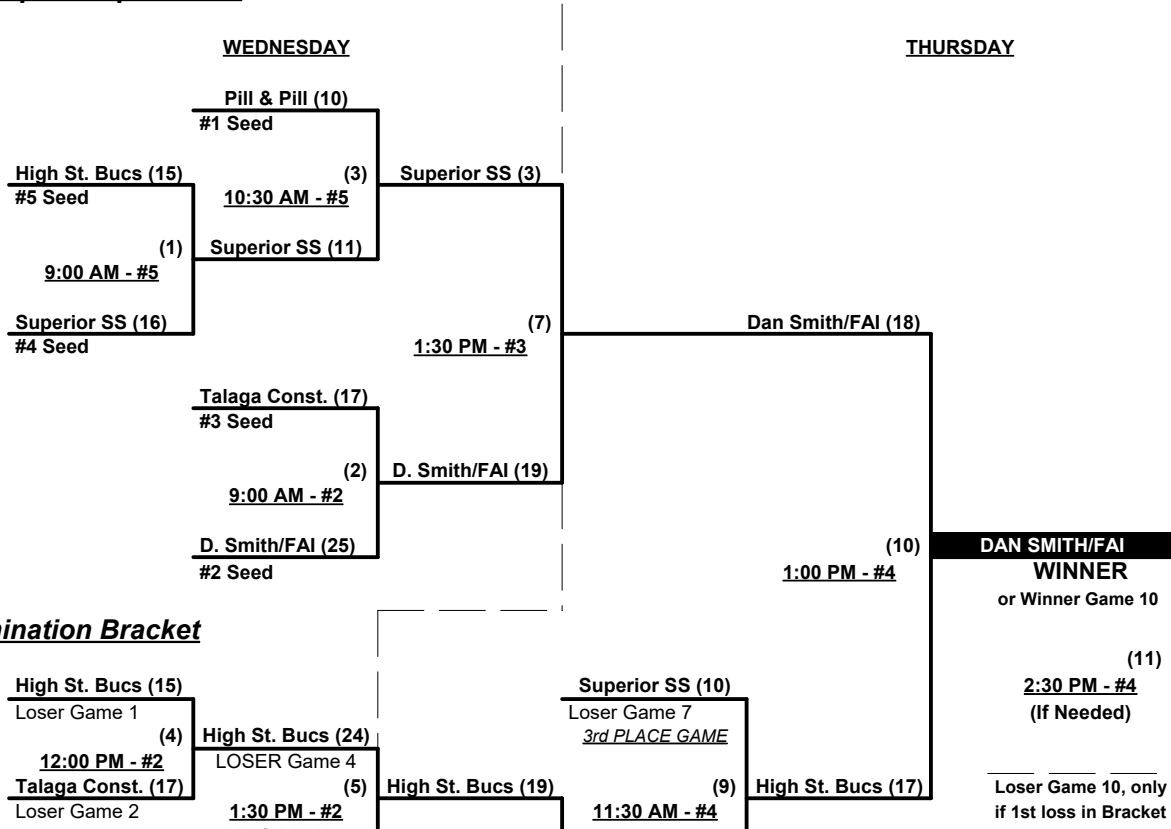 WEDNESDAY
THURSDAY
Pill & Pill (10)
#1 Seed
High St. Bucs (15)
#5 Seed
(3)
10:30 AM - #5
Superior SS (3)
(1)
9:00 AM - #5
Superior SS (11)
Superior SS (16)
#4 Seed
(7)
1:30 PM - #3
Dan Smith/FAI (18)
Talaga Const. (17)
#3 Seed
(2)
9:00 AM - #2
D. Smith/FAI (19)
D. Smith/FAI (25)
#2 Seed
(10)
1:00 PM - #4
DAN SMITH/FAI
WINNER
or Winner Game 10
Bracket
(11)
2:30 PM - #4
(If Needed)
High St. Bucs (15)
Loser Game 1
Superior SS (10)
Loser Game 7
3rd PLACE GAME
(4)
12:00 PM - #2
High St. Bucs (24)
LOSER Game 4
Talaga Const. (17)
Loser Game 2
(5)
1:30 PM - #2
High St. Bucs (19)
(9)
11:30 AM - #4
High St. Bucs (17)
Loser Game 10, only
if 1st loss in Bracket